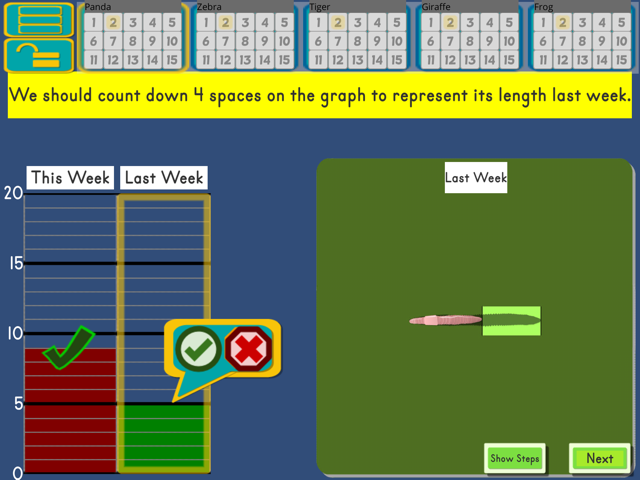 Panda Zebra Tiger Giraffe Frog
1 2 3 4 5 1 2 3 4 5 1 2 3 4 5 1 2 3 4 5 1 2 3 4 5
6 7 8 9 10 6 7 8 9 10 6 7 8 9 10 6 7 8 9 10 6 7 8 9 10
11 12 13 14 15 11 12 13 14 15 11 12 13 14 15 11 12 13 14 15 11 12 13 14 15
We should count down 4 spaces on the graph to represent its length last week.
This Week Last Week
20
15
10
5
0
Last Week
Show Steps Next